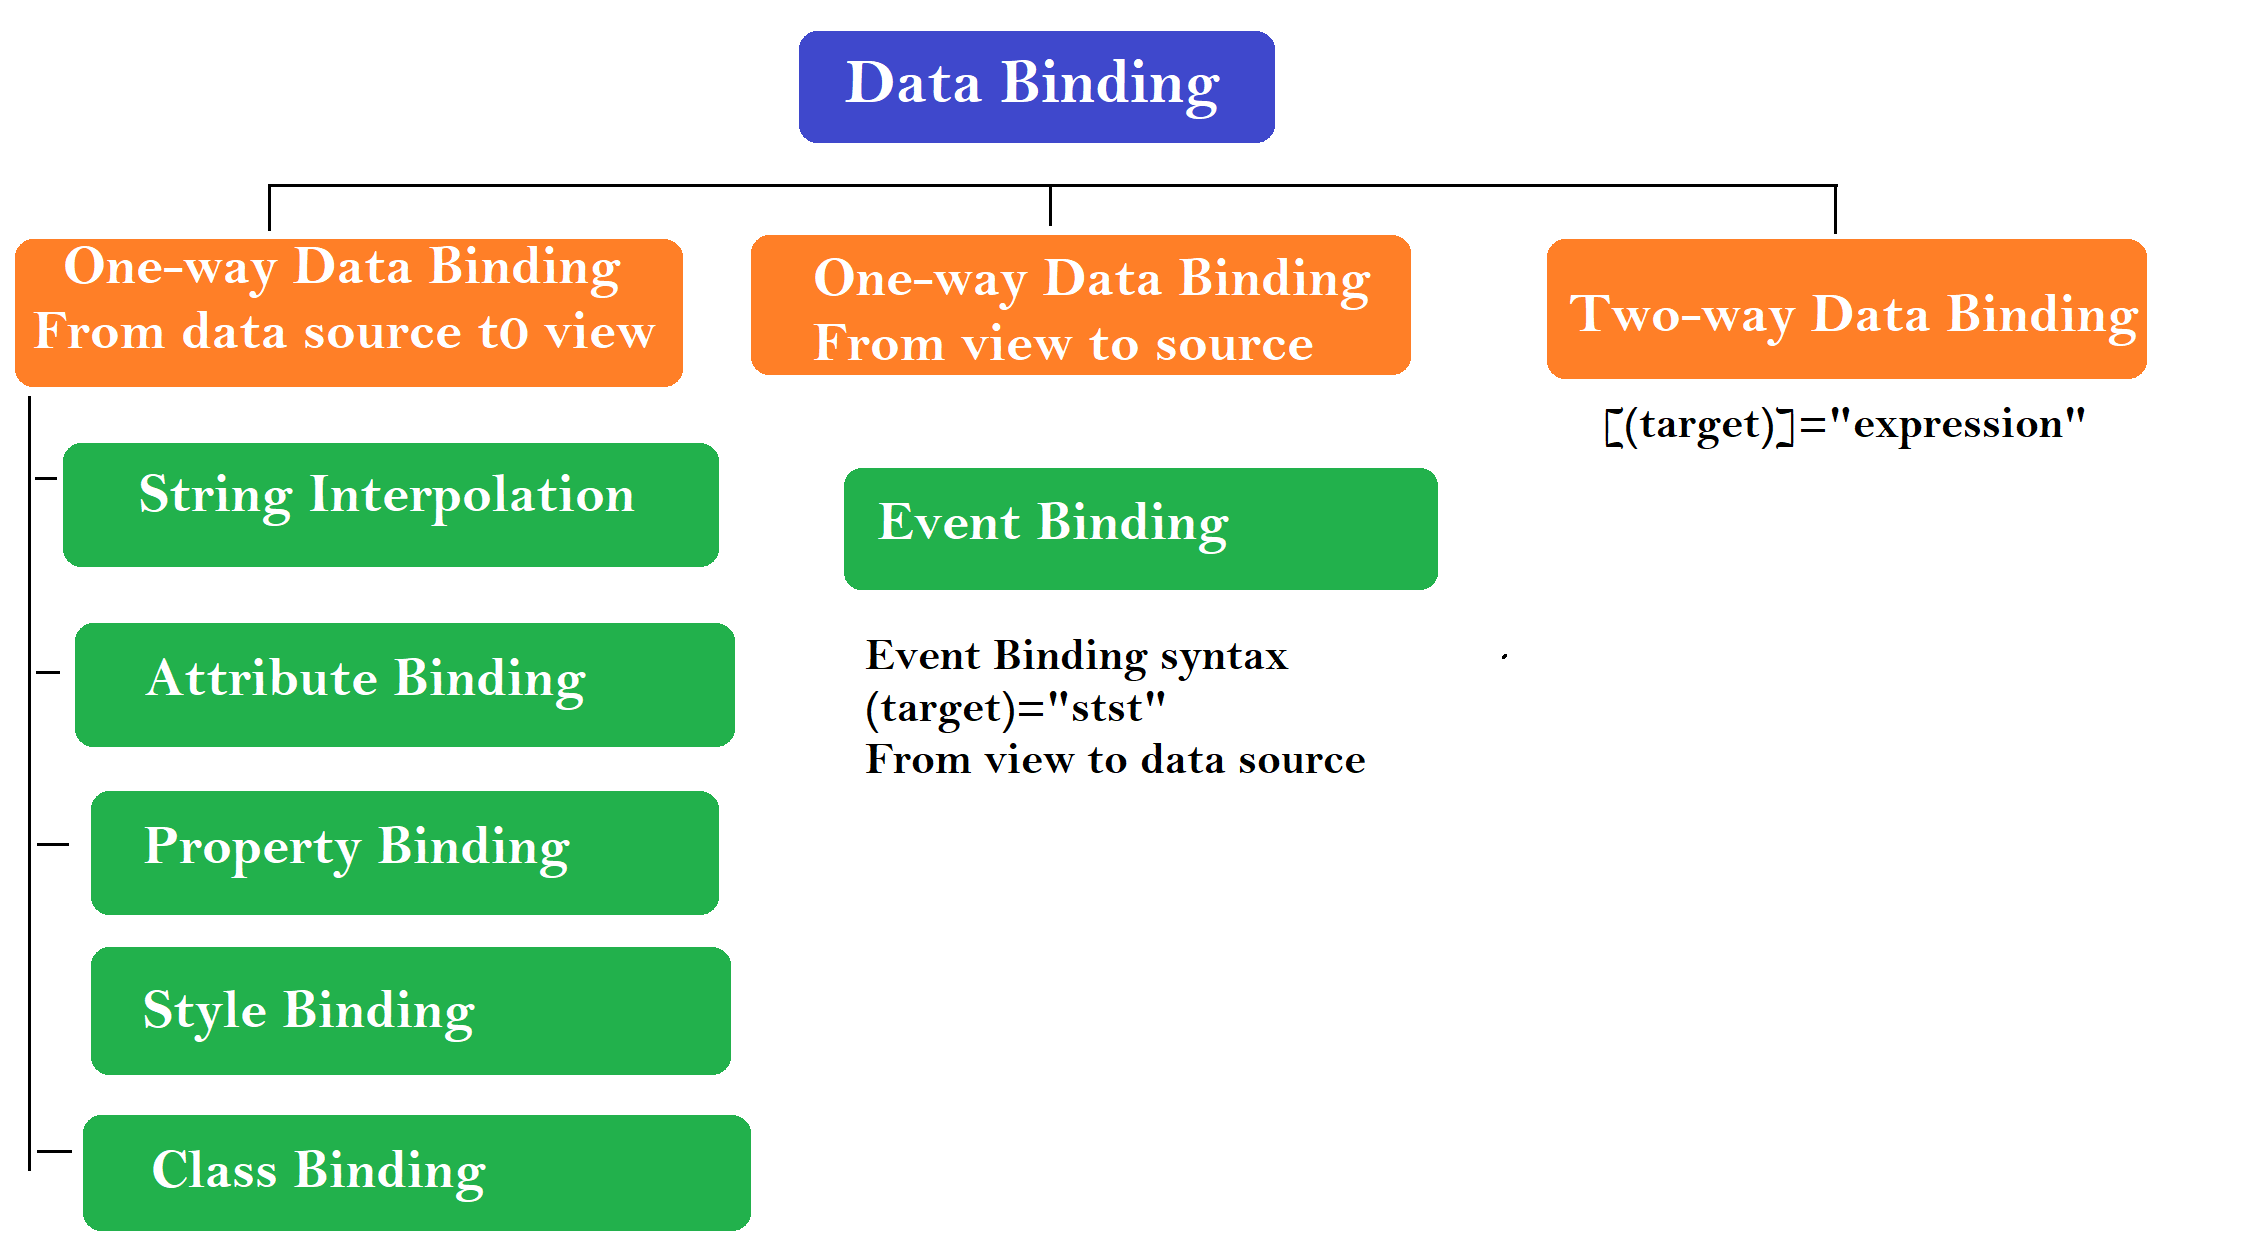 Data Binding
One-way Data Binding
From data source t0 view
One-way Data Binding
From view to source
Two-way Data Binding
[(target)]="expression"
String Interpolation
Event Binding
Attribute Binding
Event Binding syntax
(target)="stst"
From view to data source
Property Binding
Style Binding
Class Binding